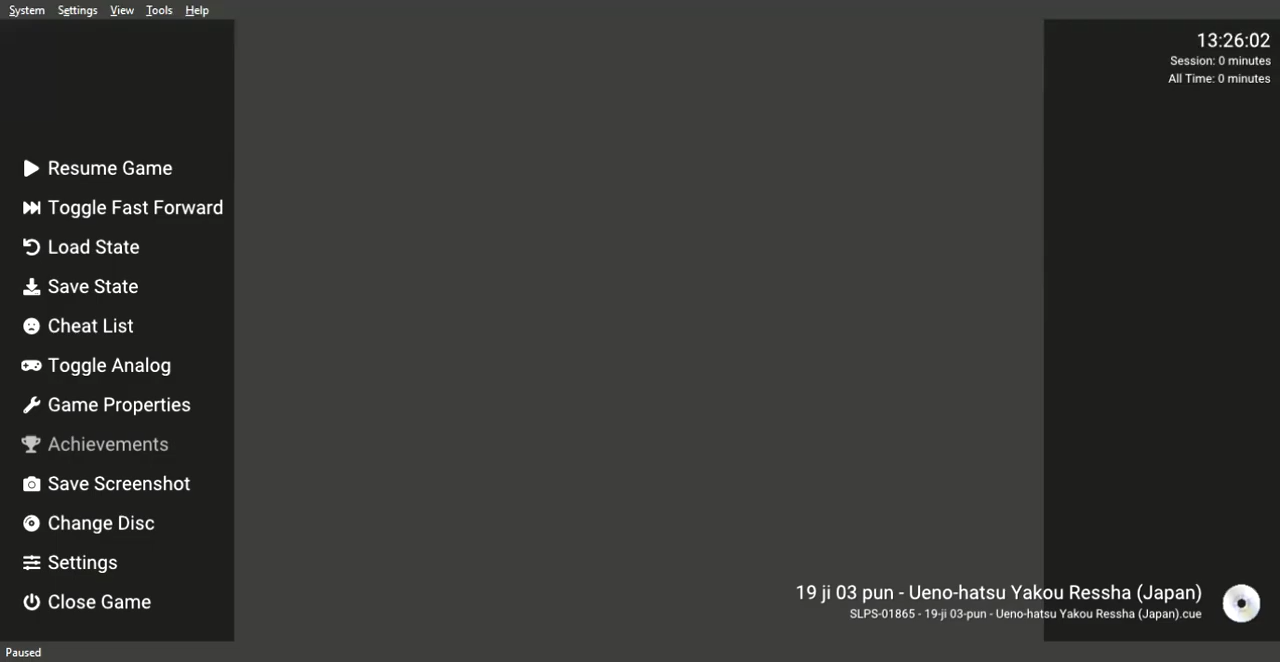 System Settings View Tools Help
13:26:02
Session: 0 minutes
All Time: 0 minutes
Resume Game
Toggle Fast Forward
Load State
Save State
Cheat List
Toggle Analog
Game Properties
Achievements
Save Screenshot
Change Disc
Settings
Close Game
19 ji 03 pun - Ueno-hatsu Yakou Ressha (Japan)
SLPS-01865 - 19-ji 03-pun - Ueno-hatsu Yakou Ressha (Japan).cue
Paused